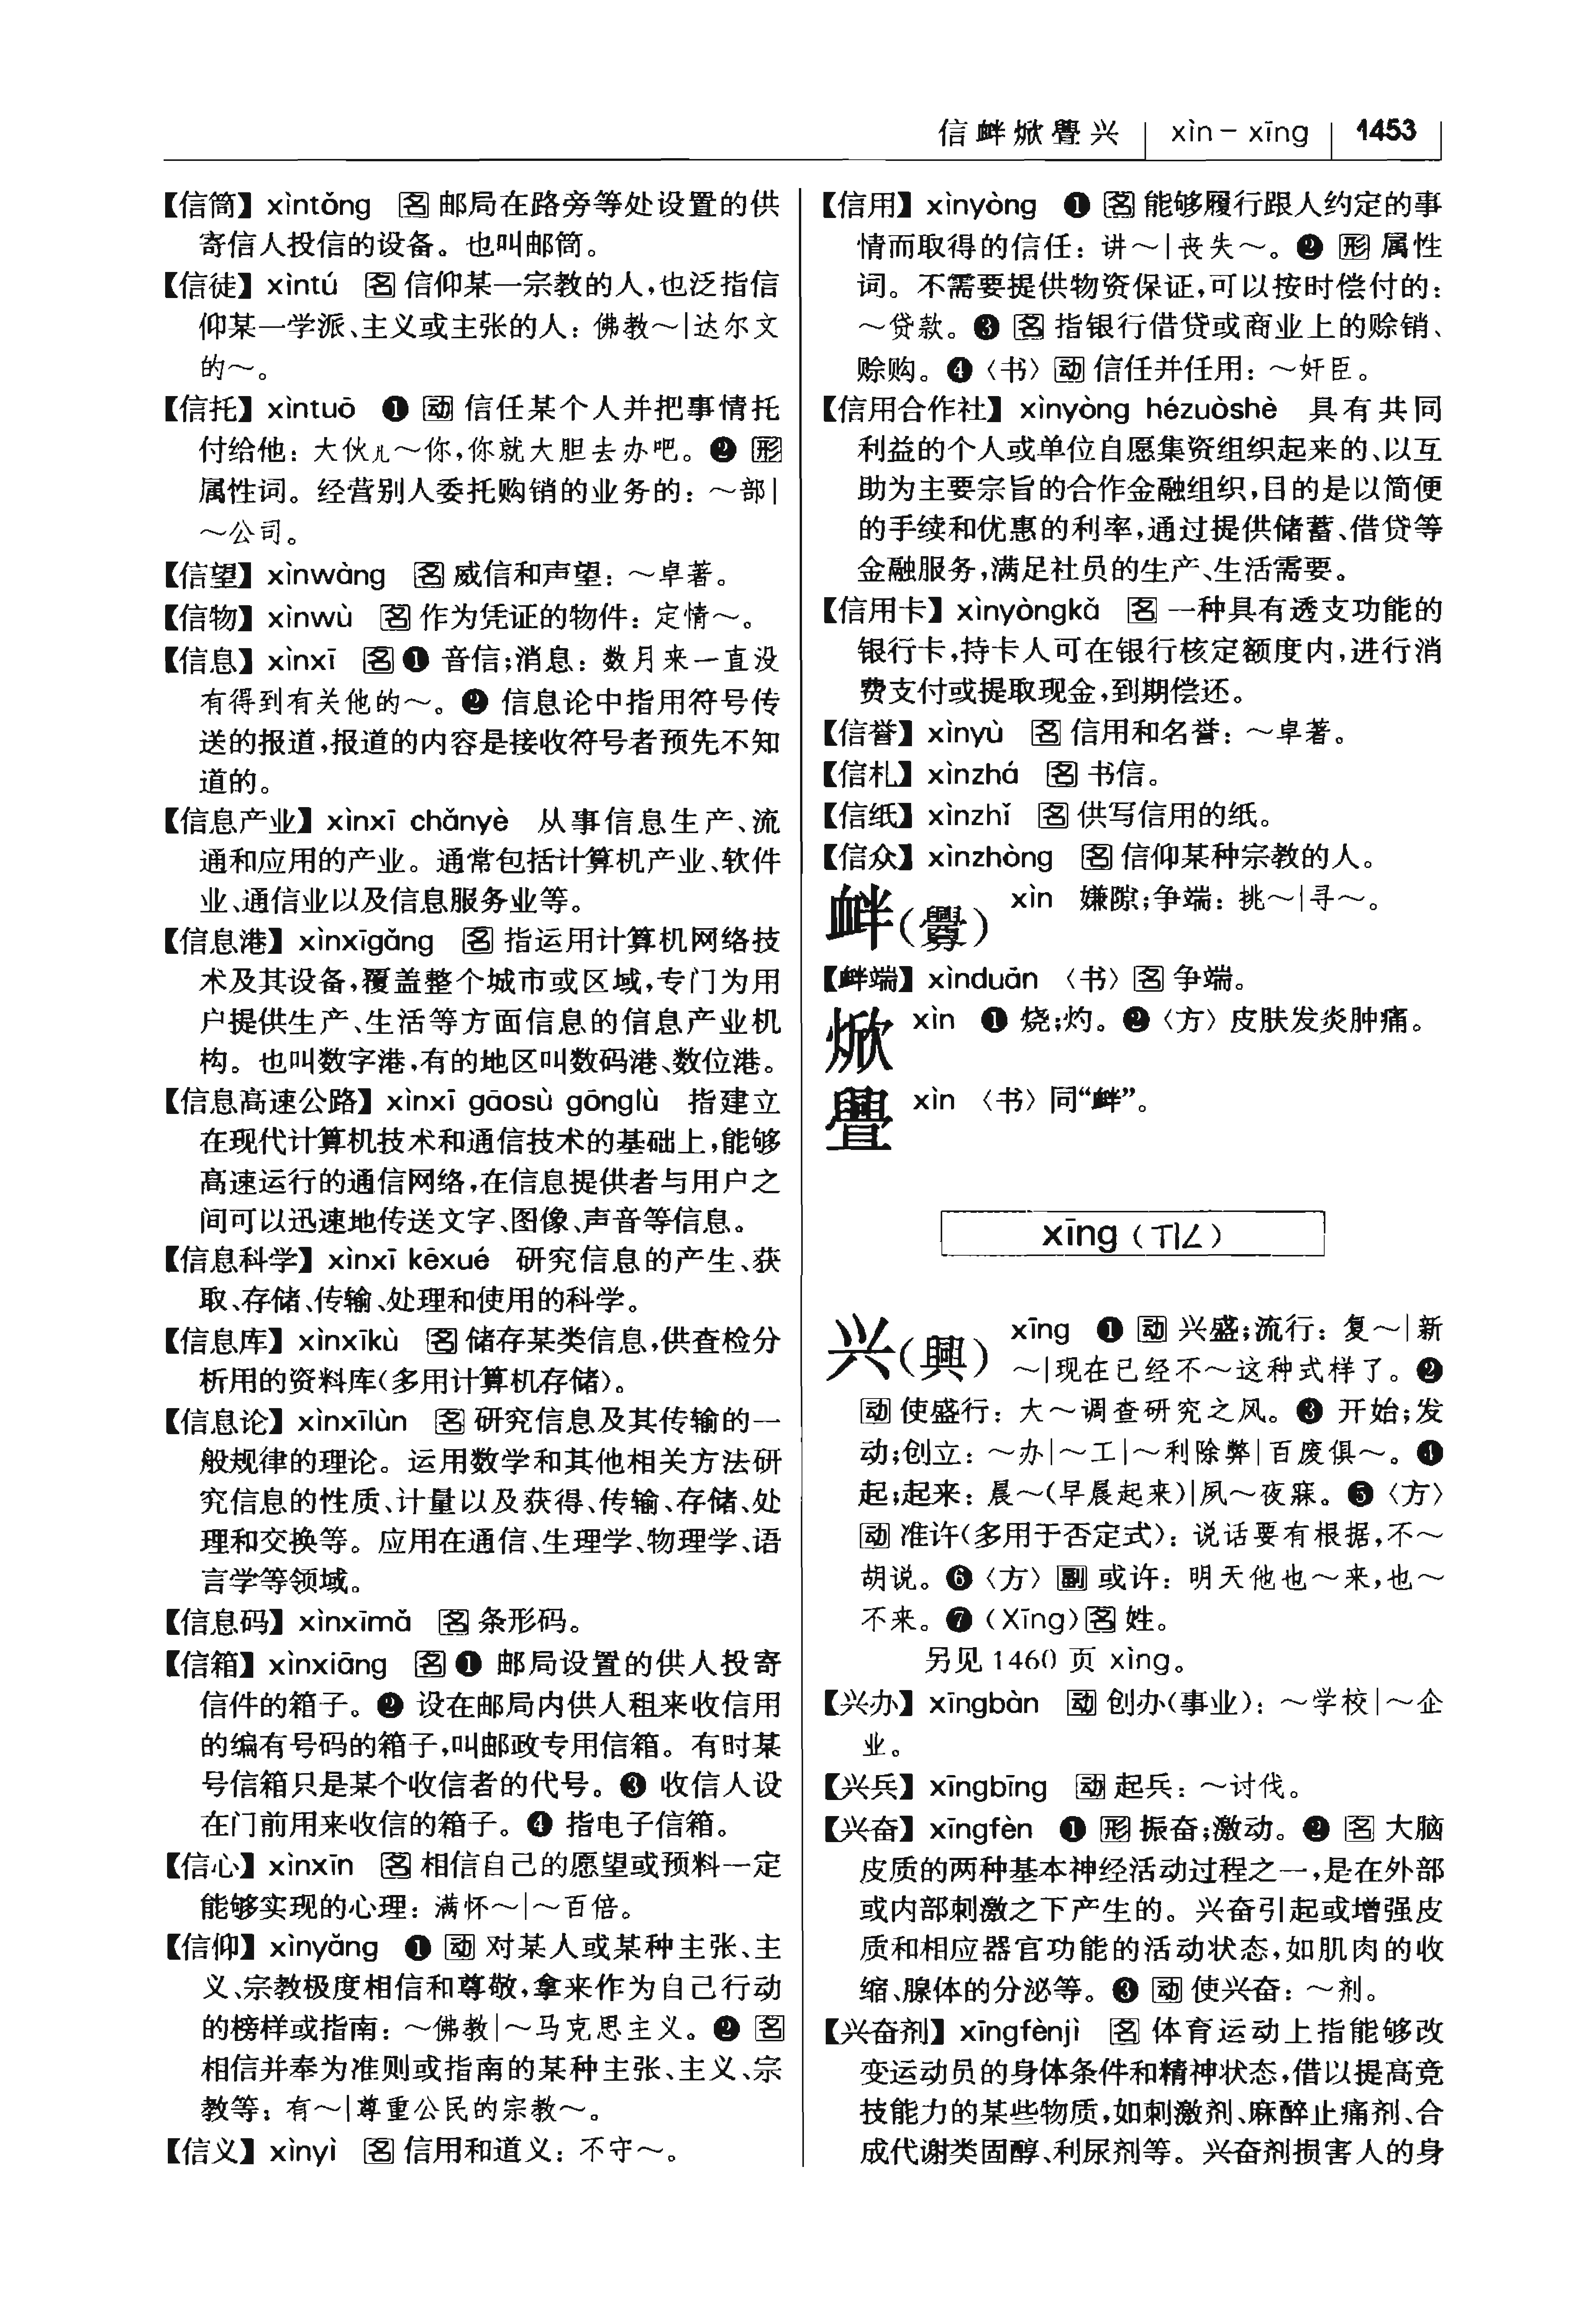 信衅焮舋兴 xìn－xīng 1453
【信筒】xìntǒng 名 邮局在路旁等处设置的供
寄信人投信的设备。也叫邮筒。
【信徒】xìntú 名 信仰某一宗教的人,也泛指信
仰某一学派、主义或主张的人：佛教～|达尔文
的～。
【信托】xìntuō ❶ 动 信任某个人并把事情托
付给他：大伙儿～你,你就大胆去办吧。❷ 形
属性词。经营别人委托购销的业务的：～部|
～公司。
【信望】xìnwàng 名 威信和声望：～卓著。
【信物】xìnwù 名 作为凭证的物件：定情～。
【信息】xìnxī 名 ❶ 音信;消息：数月来一直没
有得到有关他的～。❷ 信息论中指用符号传
送的报道,报道的内容是接收符号者预先不知
道的。
【信息产业】xìnxī chǎnyè 从事信息生产、流
通和应用的产业。通常包括计算机产业、软件
业、通信业以及信息服务业等。
【信息港】xìnxīgǎng 名 指运用计算机网络技
术及其设备,覆盖整个城市或区域,专门为用
户提供生产、生活等方面信息的信息产业机
构。也叫数字港,有的地区叫数码港、数位港。
【信息高速公路】xìnxī gāosù gōnglù 指建立
在现代计算机技术和通信技术的基础上,能够
高速运行的通信网络,在信息提供者与用户之
间可以迅速地传送文字、图像、声音等信息。
【信息科学】xìnxī kēxué 研究信息的产生、获
取、存储、传输、处理和使用的科学。
【信息库】xìnxīkù 名 储存某类信息,供查检分
析用的资料库(多用计算机存储)。
【信息论】xìnxīlùn 名 研究信息及其传输的一
般规律的理论。运用数学和其他相关方法研
究信息的性质、计量以及获得、传输、存储、处
理和交换等。应用在通信、生理学、物理学、语
言学等领域。
【信息码】xìnxīmǎ 名 条形码。
【信箱】xìnxiāng 名 ❶ 邮局设置的供人投寄
信件的箱子。❷ 设在邮局内供人租来收信用
的编有号码的箱子,叫邮政专用信箱。有时某
号信箱只是某个收信者的代号。❸ 收信人设
在门前用来收信的箱子。❹ 指电子信箱。
【信心】xìnxīn 名 相信自己的愿望或预料一定
能够实现的心理：满怀～|～百倍。
【信仰】xìnyǎng ❶ 动 对某人或某种主张、主
义、宗教极度相信和尊敬,拿来作为自己行动
的榜样或指南：～佛教|～马克思主义。❷ 名
相信并奉为准则或指南的某种主张、主义、宗
教等：有～|尊重公民的宗教～。
【信义】xìnyì 名 信用和道义：不守～。
【信用】xìnyòng ❶ 名 能够履行跟人约定的事
情而取得的信任：讲～|丧失～。❷ 形 属性
词。不需要提供物资保证,可以按时偿付的：
～贷款。❸ 名 指银行借贷或商业上的赊销、
赊购。❹〈书〉动 信任并任用：～奸臣。
【信用合作社】xìnyòng hézuòshè 具有共同
利益的个人或单位自愿集资组织起来的、以互
助为主要宗旨的合作金融组织,目的是以简便
的手续和优惠的利率,通过提供储蓄、借贷等
金融服务,满足社员的生产、生活需要。
【信用卡】xìnyòngkǎ 名 一种具有透支功能的
银行卡,持卡人可在银行核定额度内,进行消
费支付或提取现金,到期偿还。
【信誉】xìnyù 名 信用和名誉：～卓著。
【信札】xìnzhá 名 书信。
【信纸】xìnzhǐ 名 供写信用的纸。
【信众】xìnzhòng 名 信仰某种宗教的人。
衅(釁) xìn 嫌隙;争端：挑～|寻～。
【衅端】xìnduān〈书〉名 争端。
焮 xìn ❶ 烧;灼。❷〈方〉皮肤发炎肿痛。
舋 xìn〈书〉同“衅”。
xīng (ㄒㄧㄥ)
兴(興) xīng ❶ 动 兴盛;流行：复～|新
～|现在已经不～这种式样了。❷
动 使盛行：大～调查研究之风。❸ 开始;发
动;创立：～办|～工|～利除弊|百废俱～。❹
起;起来：晨～(早晨起来)|夙～夜寐。❺〈方〉
动 准许(多用于否定式)：说话要有根据,不～
胡说。❻〈方〉副 或许：明天他也～来,也～
不来。❼ (Xīng) 名 姓。
另见 1460 页 xìng。
【兴办】xīngbàn 动 创办(事业)：～学校|～企
业。
【兴兵】xīngbīng 动 起兵：～讨伐。
【兴奋】xīngfèn ❶ 形 振奋;激动。❷ 名 大脑
皮质的两种基本神经活动过程之一,是在外部
或内部刺激之下产生的。兴奋引起或增强皮
质和相应器官功能的活动状态,如肌肉的收
缩、腺体的分泌等。❸ 动 使兴奋：～剂。
【兴奋剂】xīngfènjì 名 体育运动上指能够改
变运动员的身体条件和精神状态,借以提高竞
技能力的某些物质,如刺激剂、麻醉止痛剂、合
成代谢类固醇、利尿剂等。兴奋剂损害人的身